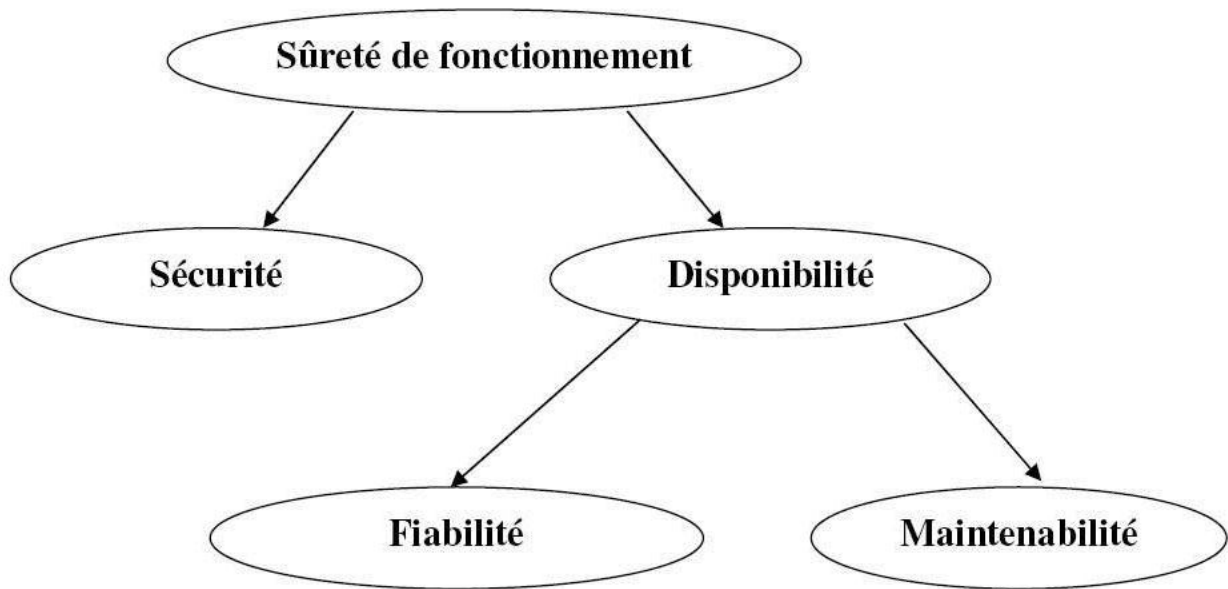 Sûreté de fonctionnement
Sécurité
Disponibilité
Fiabilité
Maintenabilité